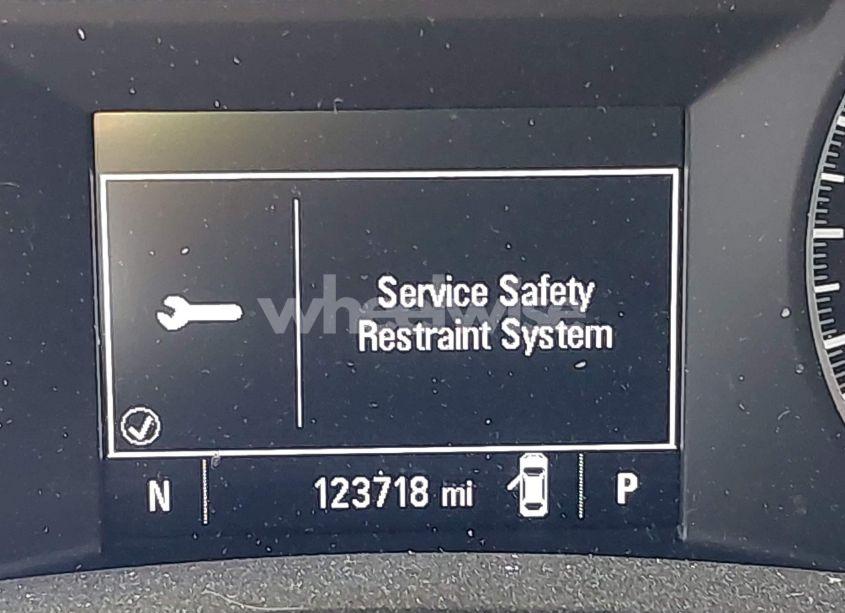 wheelwise
Service Safety
Restraint System
N 123718 mi P